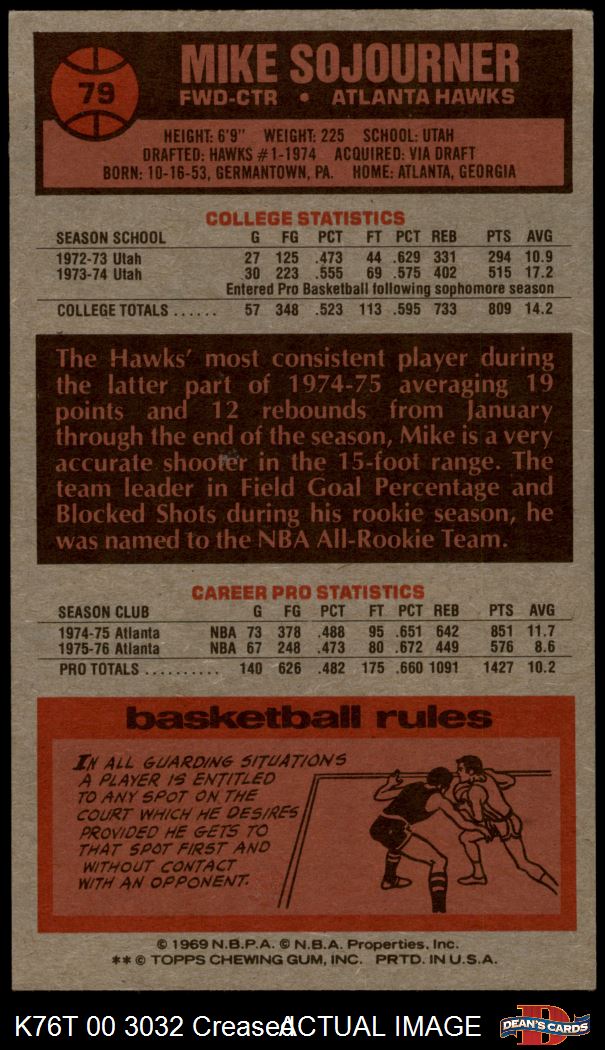 79
MIKE SOJOURNER
FWD-CTR • ATLANTA HAWKS
HEIGHT: 6'9" WEIGHT: 225 SCHOOL: UTAH
DRAFTED: HAWKS #1-1974 ACQUIRED: VIA DRAFT
BORN: 10-16-53, GERMANTOWN, PA. HOME: ATLANTA, GEORGIA
COLLEGE STATISTICS
SEASON SCHOOL G FG PCT FT PCT REB PTS AVG
1972-73 Utah 27 125 .473 44 .629 331 294 10.9
1973-74 Utah 30 223 .555 69 .575 402 515 17.2
Entered Pro Basketball following sophomore season
COLLEGE TOTALS ...... 57 348 .523 113 .595 733 809 14.2
The Hawks' most consistent player during
the latter part of 1974-75 averaging 19
points and 12 rebounds from January
through the end of the season, Mike is a very
accurate shooter in the 15-foot range. The
team leader in Field Goal Percentage and
Blocked Shots during his rookie season, he
was named to the NBA All-Rookie Team.
CAREER PRO STATISTICS
SEASON CLUB G FG PCT FT PCT REB PTS AVG
1974-75 Atlanta NBA 73 378 .488 95 .651 642 851 11.7
1975-76 Atlanta NBA 67 248 .473 80 .672 449 576 8.6
PRO TOTALS .......... 140 626 .482 175 .660 1091 1427 10.2
basketball rules
IN ALL GUARDING SITUATIONS
A PLAYER IS ENTITLED
TO ANY SPOT ON THE
COURT WHICH HE DESIRES
PROVIDED HE GETS TO
THAT SPOT FIRST AND
WITHOUT CONTACT
WITH AN OPPONENT.
© 1969 N.B.P.A. © N.B.A. Properties, Inc.
** © TOPPS CHEWING GUM, INC. PRTD. IN U.S.A.
K76T 00 3032 Creased ACTUAL IMAGE
D
DEAN'S CARDS